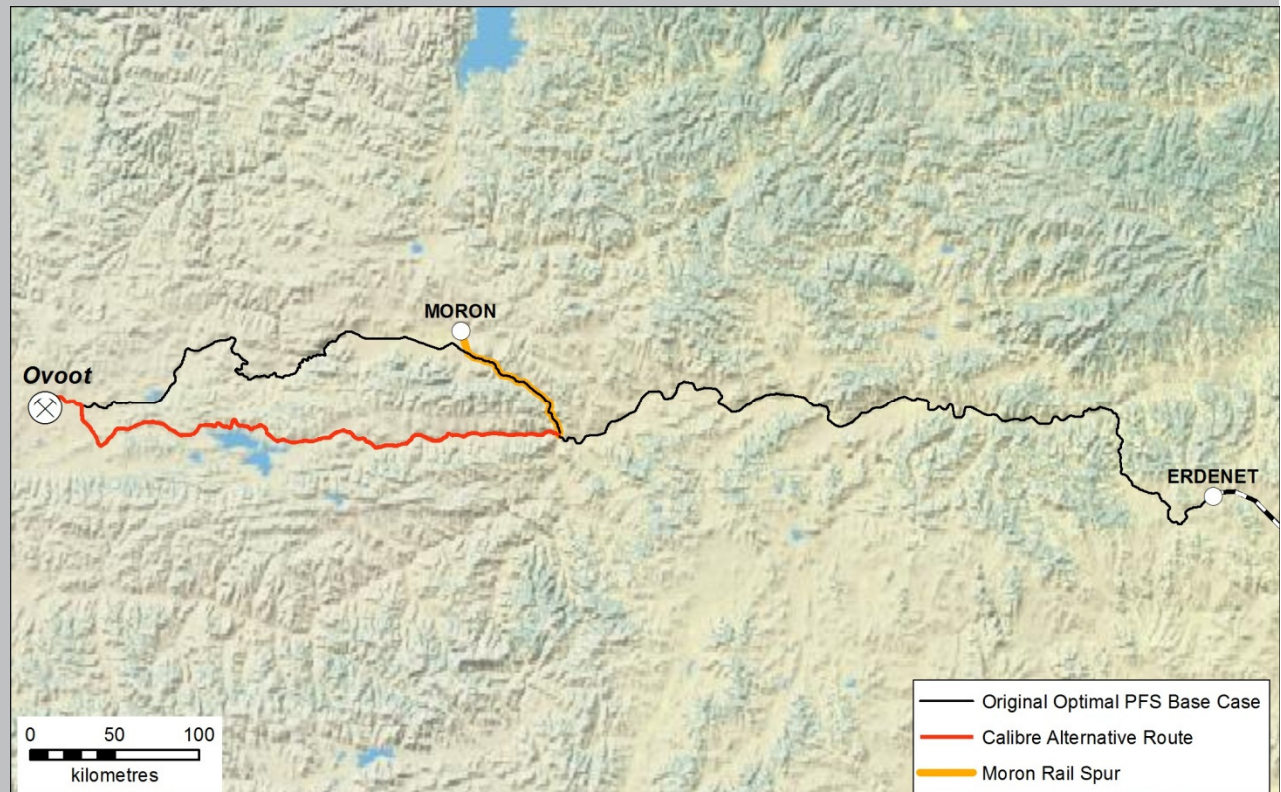 MORON
Ovoot
ERDENET
0 50 100
kilometres
Original Optimal PFS Base Case
Calibre Alternative Route
Moron Rail Spur